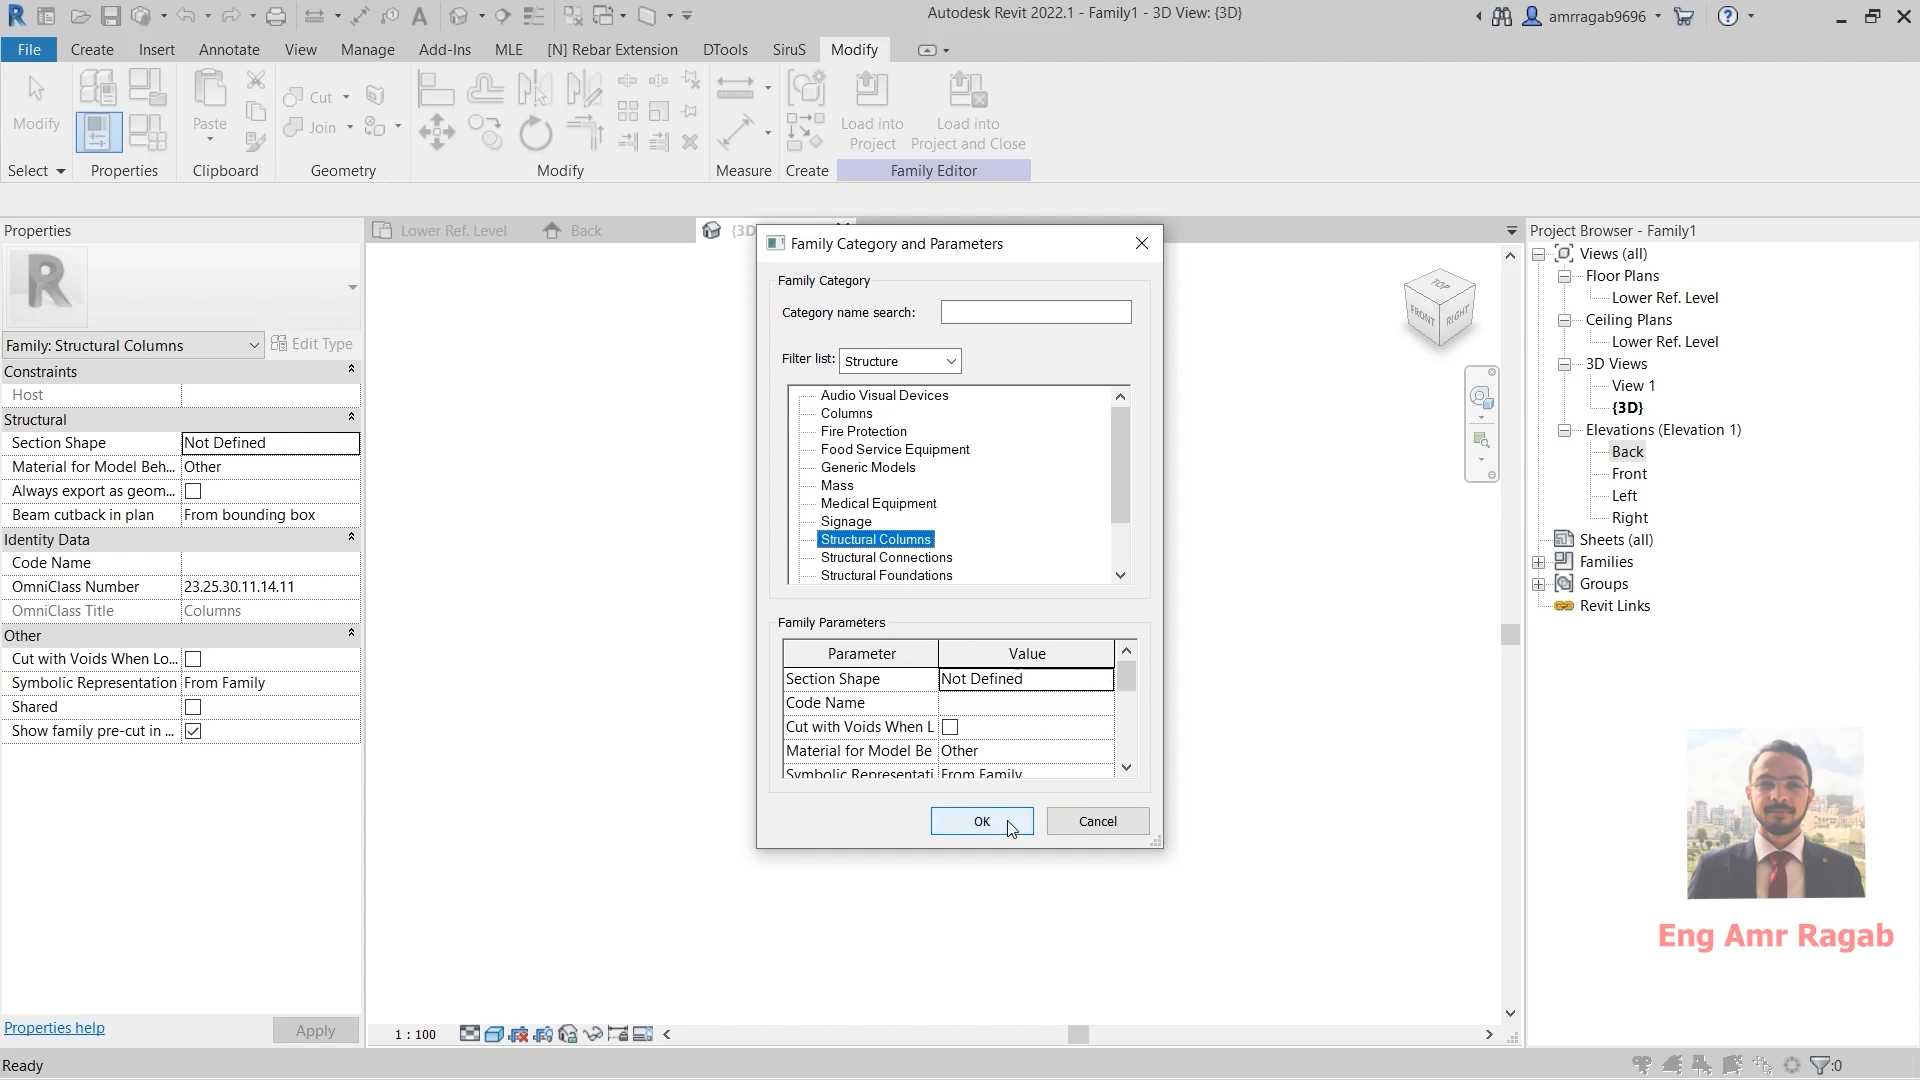 Autodesk Revit 2022.1 - Family1 - 3D View: {3D}
amrragab9696
File
Create
Insert
Annotate
View
Manage
Add-Ins
MLE
[N] Rebar Extension
DTools
SiruS
Modify
Modify
Paste
Cut
Join
Load into
Project
Load into
Project and Close
Select
Properties
Clipboard
Geometry
Modify
Measure
Create
Family Editor
Properties
Family: Structural Columns
Edit Type
Constraints
Host
Structural
Section Shape Not Defined
Material for Model Beh... Other
Always export as geom...
Beam cutback in plan From bounding box
Identity Data
Code Name
OmniClass Number 23.25.30.11.14.11
OmniClass Title Columns
Other
Cut with Voids When Lo...
Symbolic Representation From Family
Shared
Show family pre-cut in ...
Properties help
Apply
Ready
Lower Ref. Level
Back
{3D
Family Category and Parameters
Family Category
Category name search:
Filter list: Structure
Audio Visual Devices
Columns
Fire Protection
Food Service Equipment
Generic Models
Mass
Medical Equipment
Signage
Structural Columns
Structural Connections
Structural Foundations
Family Parameters
Parameter Value
Section Shape Not Defined
Code Name
Cut with Voids When L
Material for Model Be Other
Symbolic Representati From Family
OK
Cancel
TOP
FRONT
RIGHT
1 : 100
Project Browser - Family1
Views (all)
Floor Plans
Lower Ref. Level
Ceiling Plans
Lower Ref. Level
3D Views
View 1
{3D}
Elevations (Elevation 1)
Back
Front
Left
Right
Sheets (all)
Families
Groups
Revit Links
Eng Amr Ragab
:0